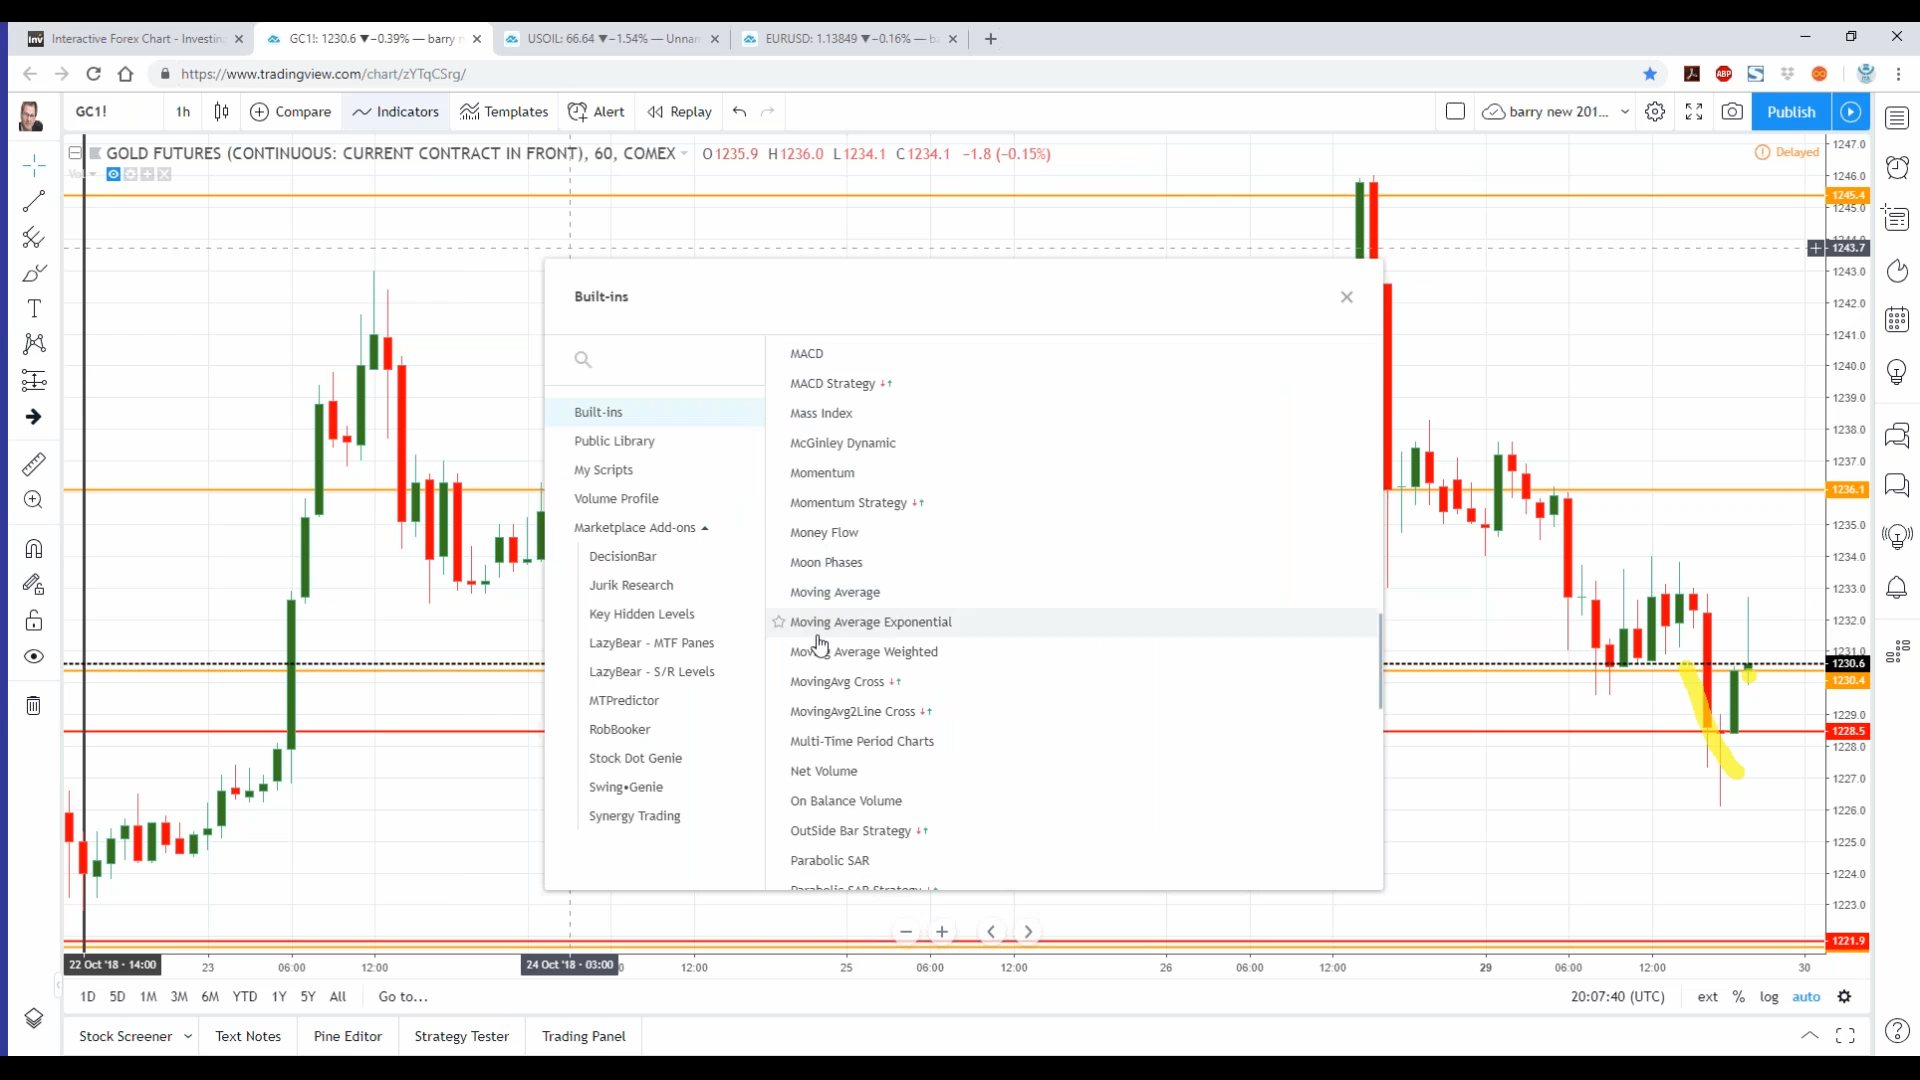 Interactive Forex Chart - Investin
GC1!: 1230.6 ▼−0.39% — barry
USOIL: 66.64 ▼−1.54% — Unnam
EURUSD: 1.13849 ▼−0.16% — b
https://www.tradingview.com/chart/zYTqCSrg/
ABP
GC1!
1h
Compare
Indicators
Templates
Alert
Replay
barry new 201...
Publish
GOLD FUTURES (CONTINUOUS: CURRENT CONTRACT IN FRONT), 60, COMEX
O1235.9 H1236.0 L1234.1 C1234.1 −1.8 (−0.15%)
Delayed
1247.0
1246.0
1245.4
1245.0
1243.7
1243.0
1242.0
1241.0
1240.0
1239.0
1238.0
1237.0
1236.1
1235.0
1234.0
1233.0
1232.0
1231.0
1230.6
1230.4
1229.0
1228.5
1228.0
1227.0
1226.0
1225.0
1224.0
1223.0
1221.9
Built-ins
Built-ins
Public Library
My Scripts
Volume Profile
Marketplace Add-ons
DecisionBar
Jurik Research
Key Hidden Levels
LazyBear - MTF Panes
LazyBear - S/R Levels
MTPredictor
RobBooker
Stock Dot Genie
Swing•Genie
Synergy Trading
MACD
MACD Strategy
Mass Index
McGinley Dynamic
Momentum
Momentum Strategy
Money Flow
Moon Phases
Moving Average
Moving Average Exponential
Moving Average Weighted
MovingAvg Cross
MovingAvg2Line Cross
Multi-Time Period Charts
Net Volume
On Balance Volume
OutSide Bar Strategy
Parabolic SAR
Parabolic SAR Strategy
22 Oct '18 - 14:00
23
06:00
12:00
24 Oct '18 - 03:00
12:00
25
06:00
12:00
26
06:00
12:00
29
06:00
12:00
30
1D 5D 1M 3M 6M YTD 1Y 5Y All Go to...
20:07:40 (UTC) ext % log auto
Stock Screener
Text Notes
Pine Editor
Strategy Tester
Trading Panel